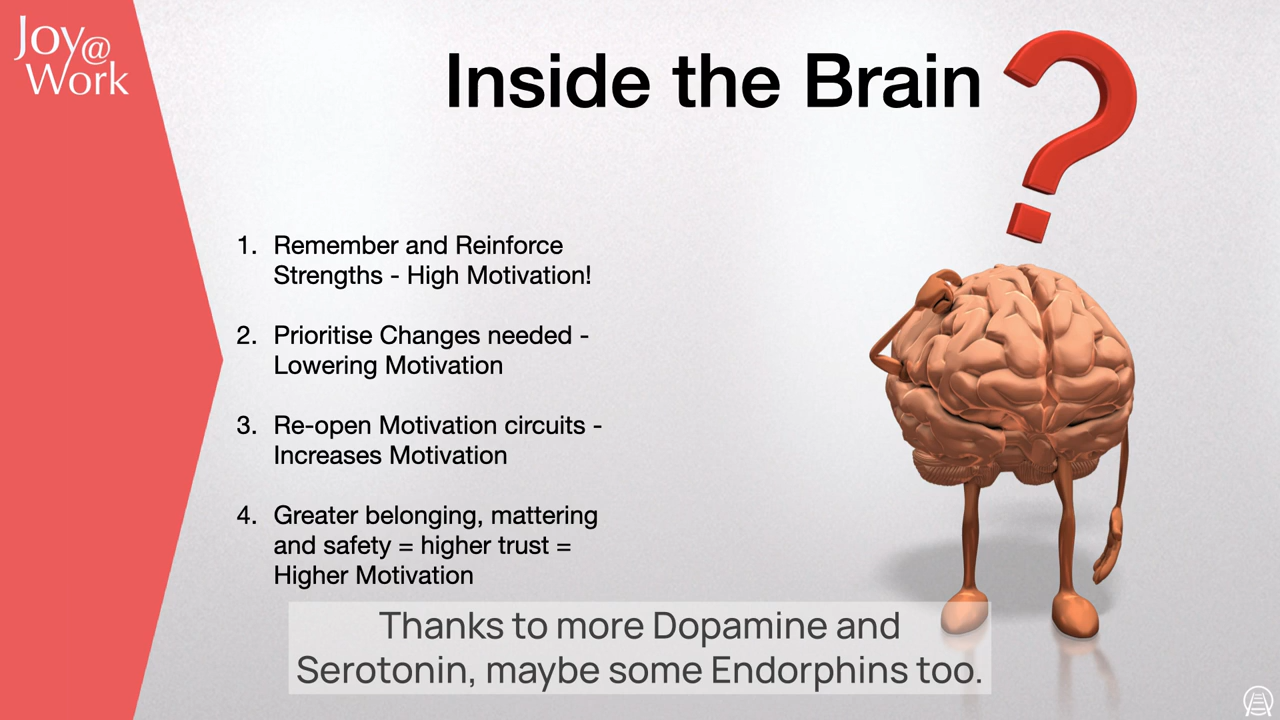 Joy@
Work
Inside the Brain
1. Remember and Reinforce
Strengths - High Motivation!
2. Prioritise Changes needed -
Lowering Motivation
3. Re-open Motivation circuits -
Increases Motivation
4. Greater belonging, mattering
and safety = higher trust =
Higher Motivation
Thanks to more Dopamine and
Serotonin, maybe some Endorphins too.